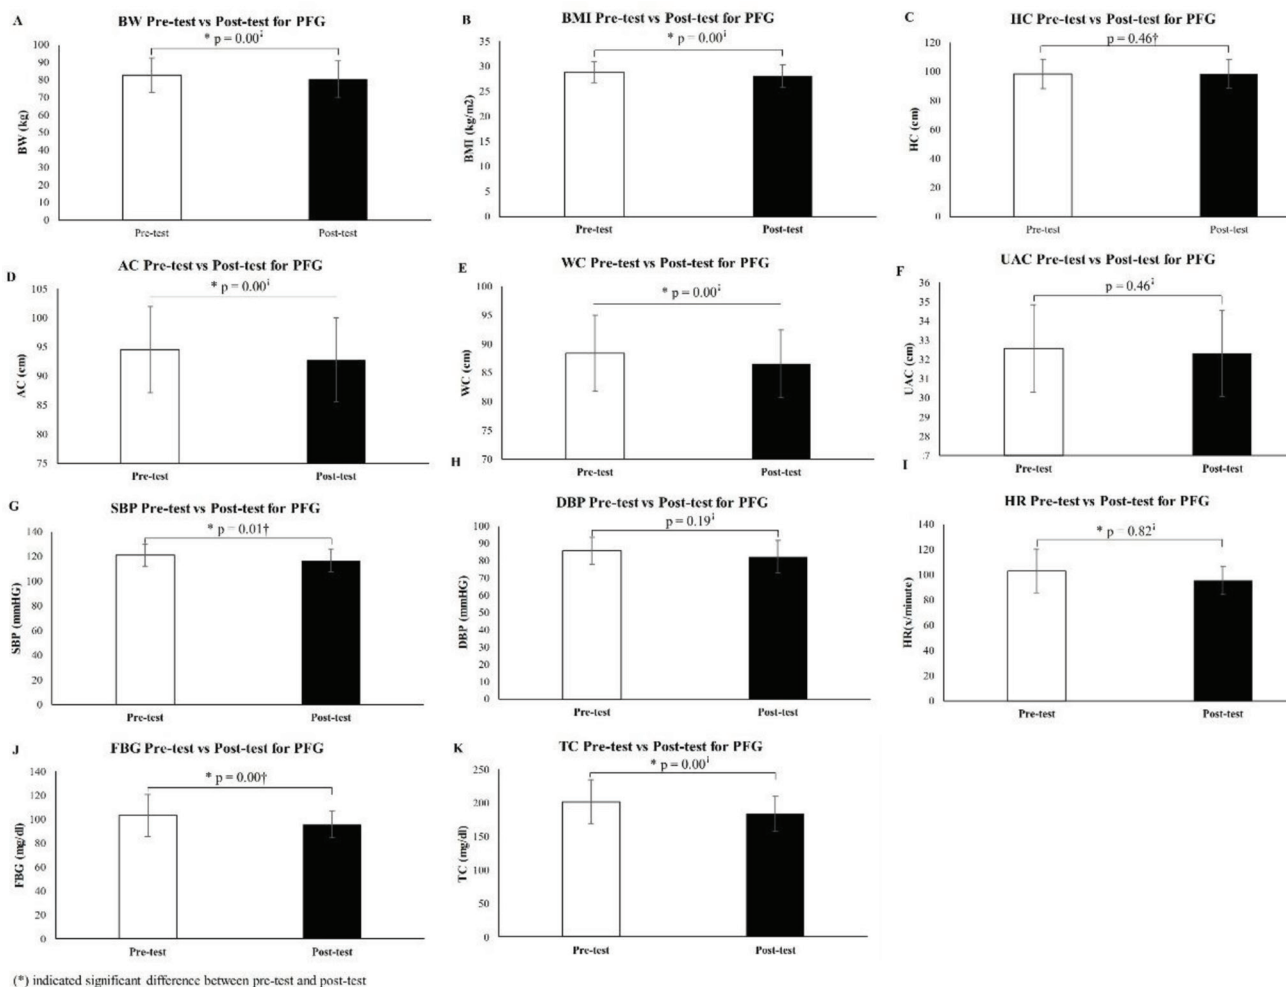 A
BW Pre-test vs Post-test for PFG
* p = 0.00¡
100
90
80
70
60
50
40
30
20
10
0
BW (kg)
Pre-test
Post-test
B
BMI Pre-test vs Post-test for PFG
* p = 0.00¡
35
30
25
20
15
10
5
0
BMI (kg/m2)
Pre-test
Post-test
C
HC Pre-test vs Post-test for PFG
p = 0.46†
120
100
80
60
40
20
0
HC (cm)
Pre-test
Post-test
D
AC Pre-test vs Post-test for PFG
* p = 0.00¡
105
100
95
90
85
80
75
AC (cm)
Pre-test
Post-test
E
WC Pre-test vs Post-test for PFG
* p = 0.00¡
100
95
90
85
80
75
70
WC (cm)
Pre-test
Post-test
F
UAC Pre-test vs Post-test for PFG
p = 0.46¡
36
35
34
33
32
31
30
29
28
27
UAC (cm)
Pre-test
Post-test
G
SBP Pre-test vs Post-test for PFG
* p = 0.01†
140
120
100
80
60
40
20
0
SBP (mmHG)
Pre-test
Post-test
H
DBP Pre-test vs Post-test for PFG
p = 0.19¡
100
90
80
70
60
50
40
30
20
10
0
DBP (mmHG)
Pre-test
Post-test
I
HR Pre-test vs Post-test for PFG
* p = 0.82¡
140
120
100
80
60
40
20
0
HR(x/minute)
Pre-test
Post-test
J
FBG Pre-test vs Post-test for PFG
* p = 0.00†
140
120
100
80
60
40
20
0
FBG (mg/dl)
Pre-test
Post-test
K
TC Pre-test vs Post-test for PFG
* p = 0.00¡
250
200
150
100
50
0
TC (mg/dl)
Pre-test
Post-test
(*) indicated significant difference between pre-test and post-test